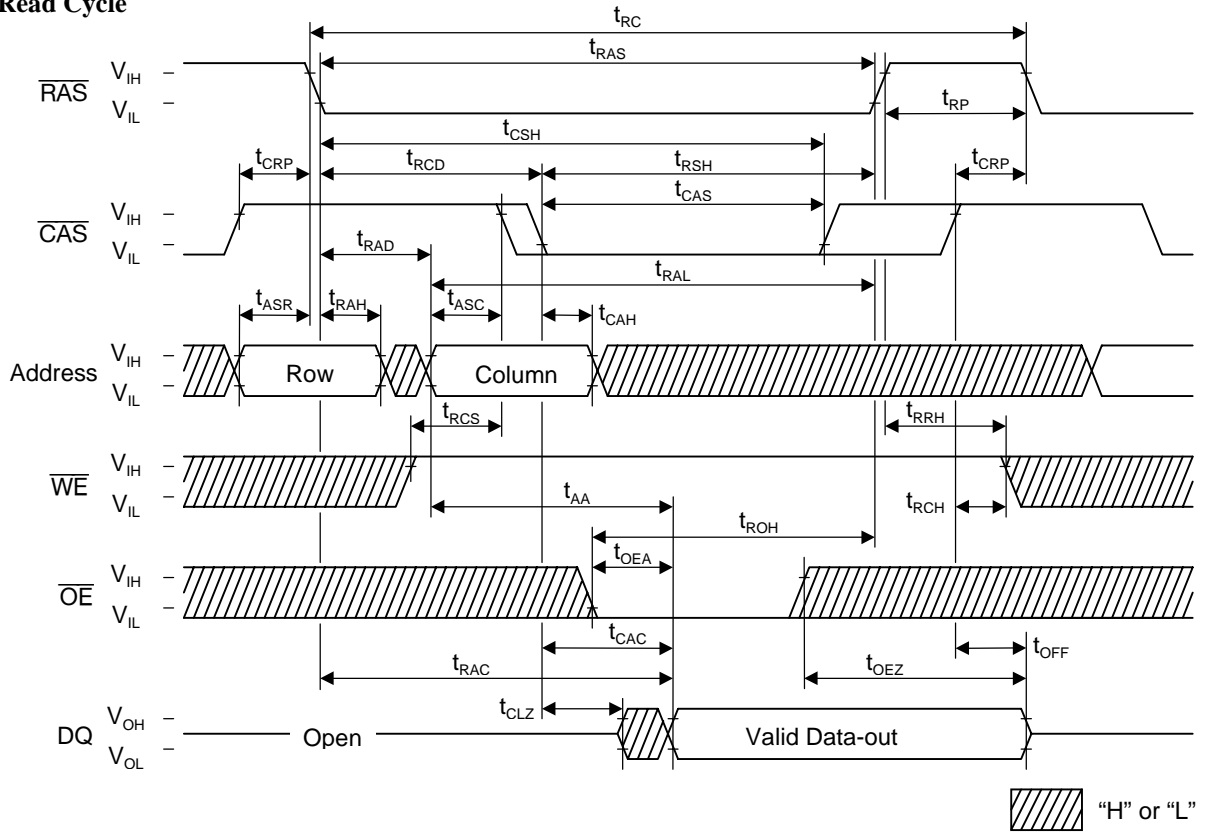 Read Cycle
tRC
tRAS
RAS
VIH
VIL
tRP
tCSH
tCRP
tRCD
tRSH
tCRP
tCAS
CAS
VIH
VIL
tRAD
tRAL
tASR
tRAH
tASC
tCAH
Address
VIH
VIL
Row
Column
tRCS
tRRH
WE
VIH
VIL
tAA
tRCH
tROH
tOEA
OE
VIH
VIL
tCAC
tOFF
tRAC
tOEZ
tCLZ
DQ
VOH
VOL
Open
Valid Data-out
“H” or “L”